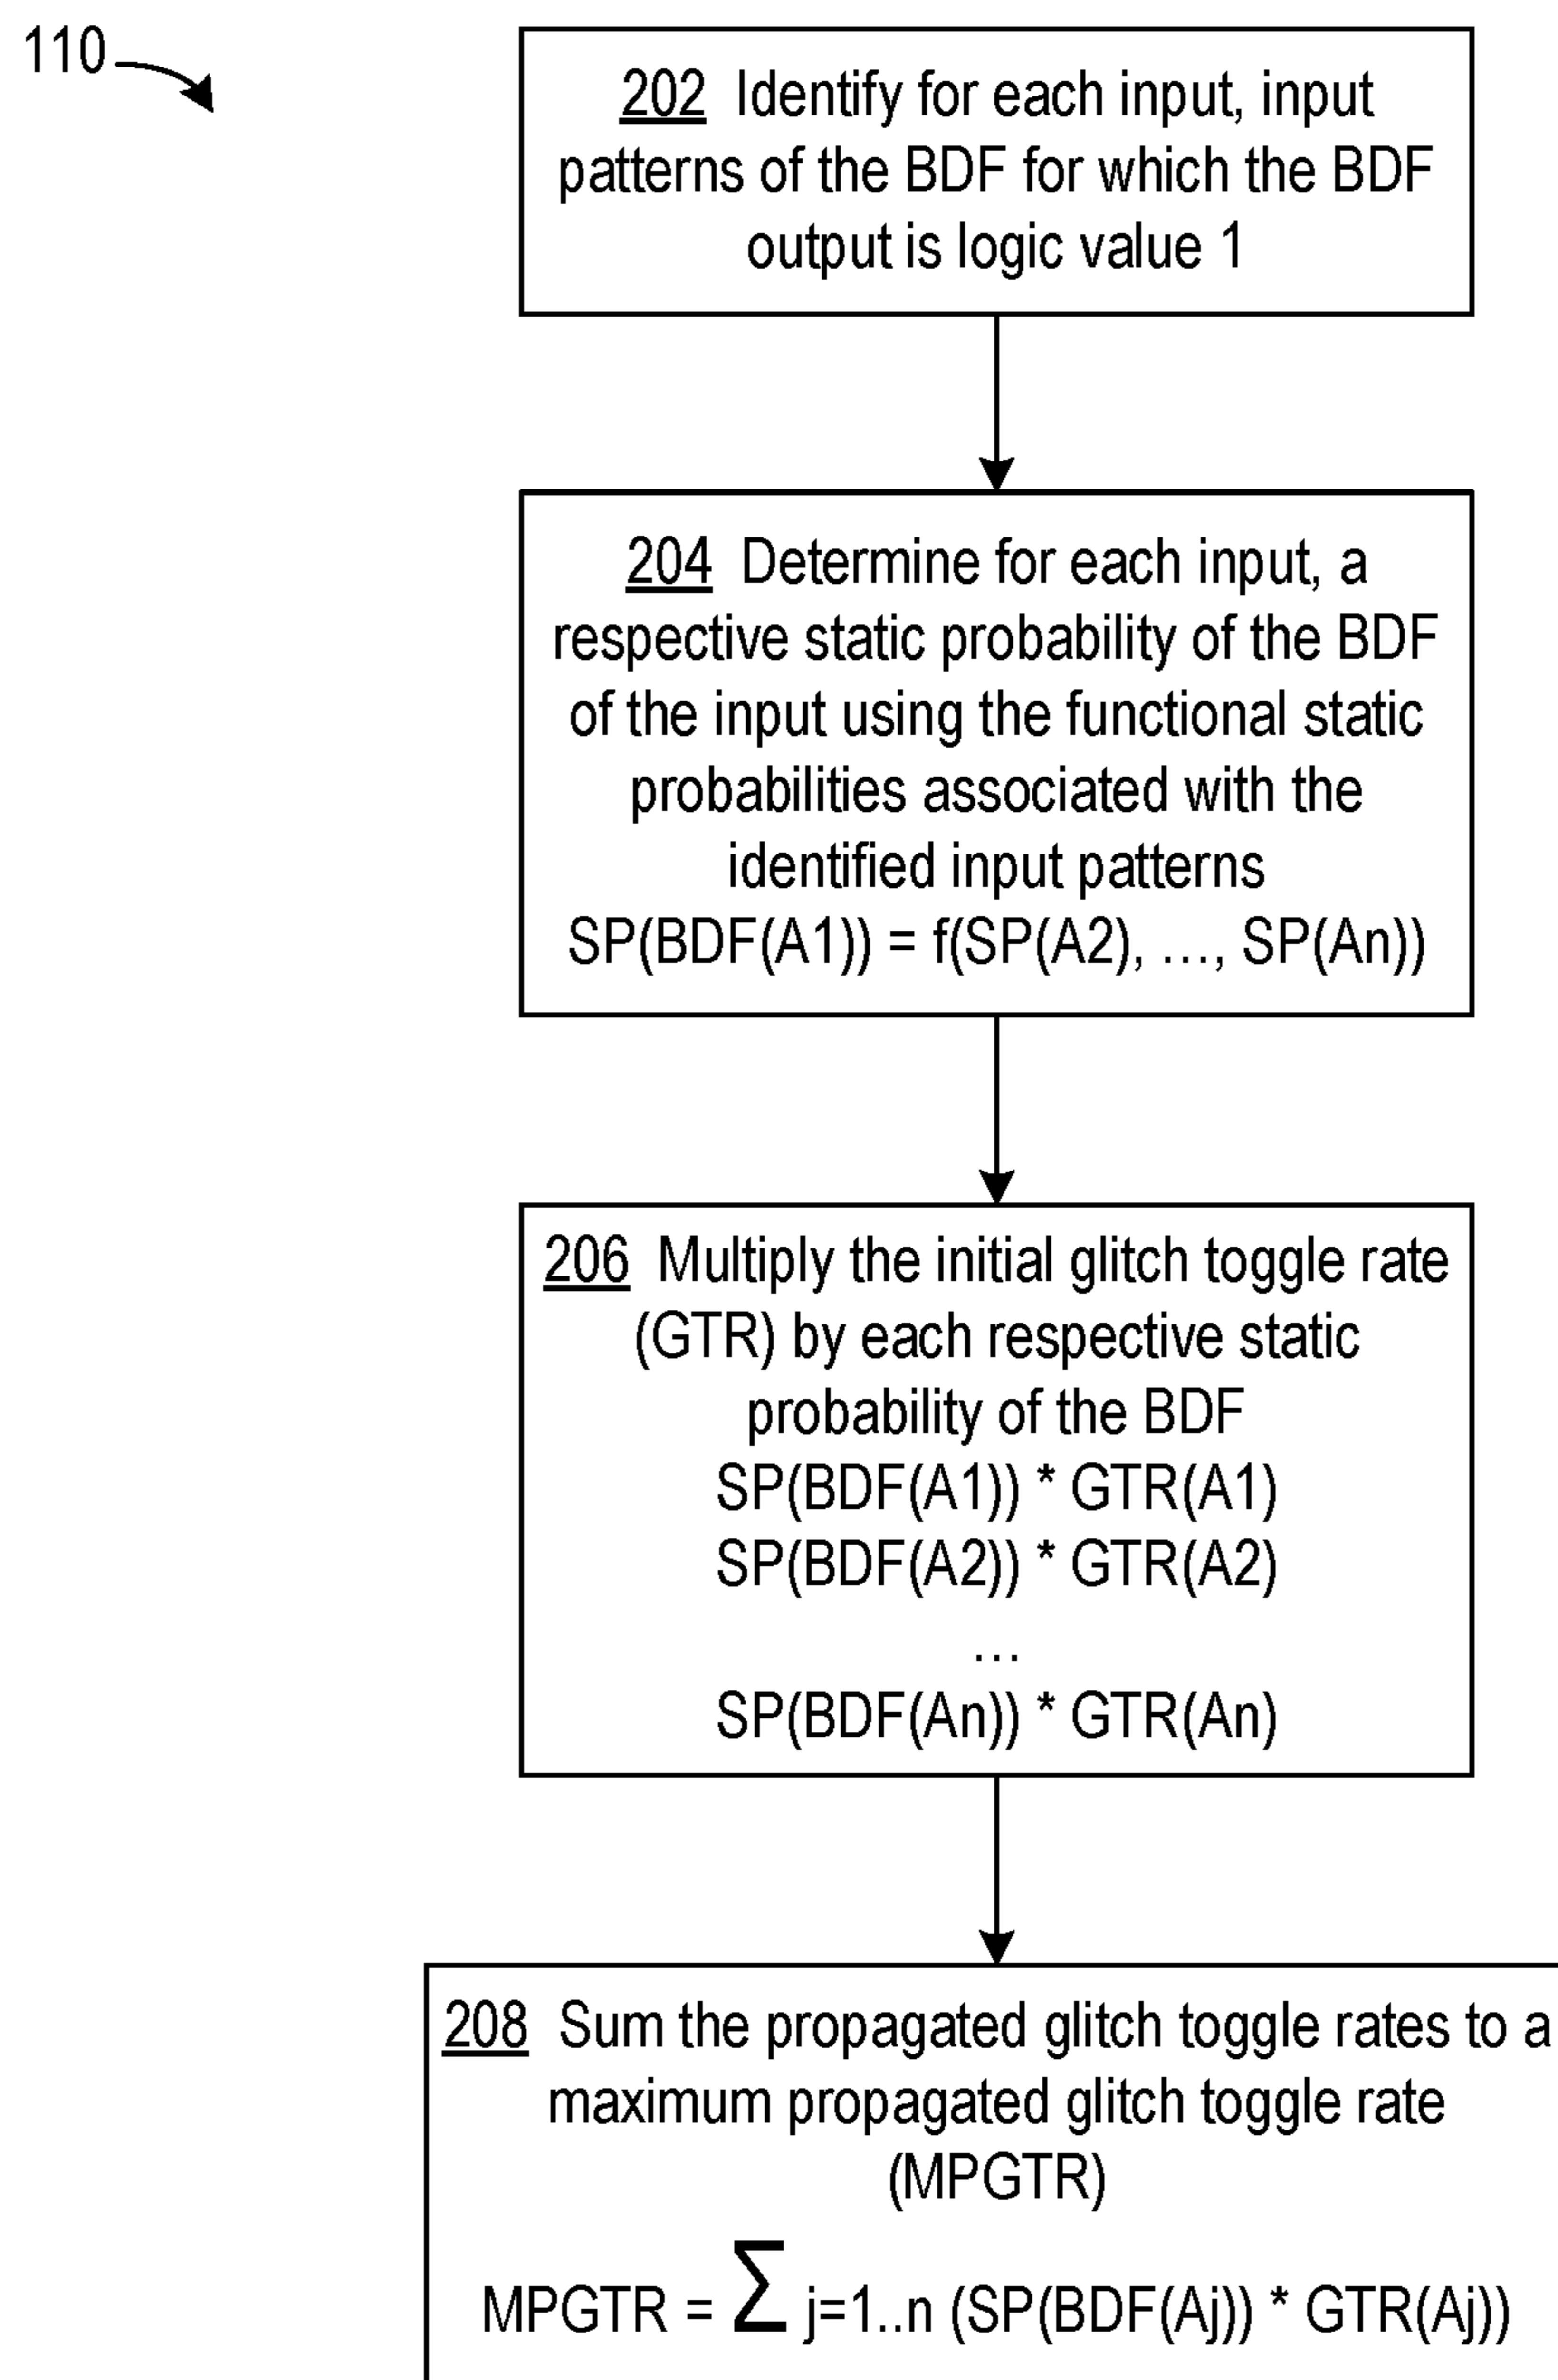 110
202 Identify for each input, input
patterns of the BDF for which the BDF
output is logic value 1
204 Determine for each input, a
respective static probability of the BDF
of the input using the functional static
probabilities associated with the
identified input patterns
SP(BDF(A1)) = f(SP(A2), ..., SP(An))
206 Multiply the initial glitch toggle rate
(GTR) by each respective static
probability of the BDF
SP(BDF(A1)) * GTR(A1)
SP(BDF(A2)) * GTR(A2)
...
SP(BDF(An)) * GTR(An)
208 Sum the propagated glitch toggle rates to a
maximum propagated glitch toggle rate
(MPGTR)
MPGTR = Σ j=1..n (SP(BDF(Aj)) * GTR(Aj))